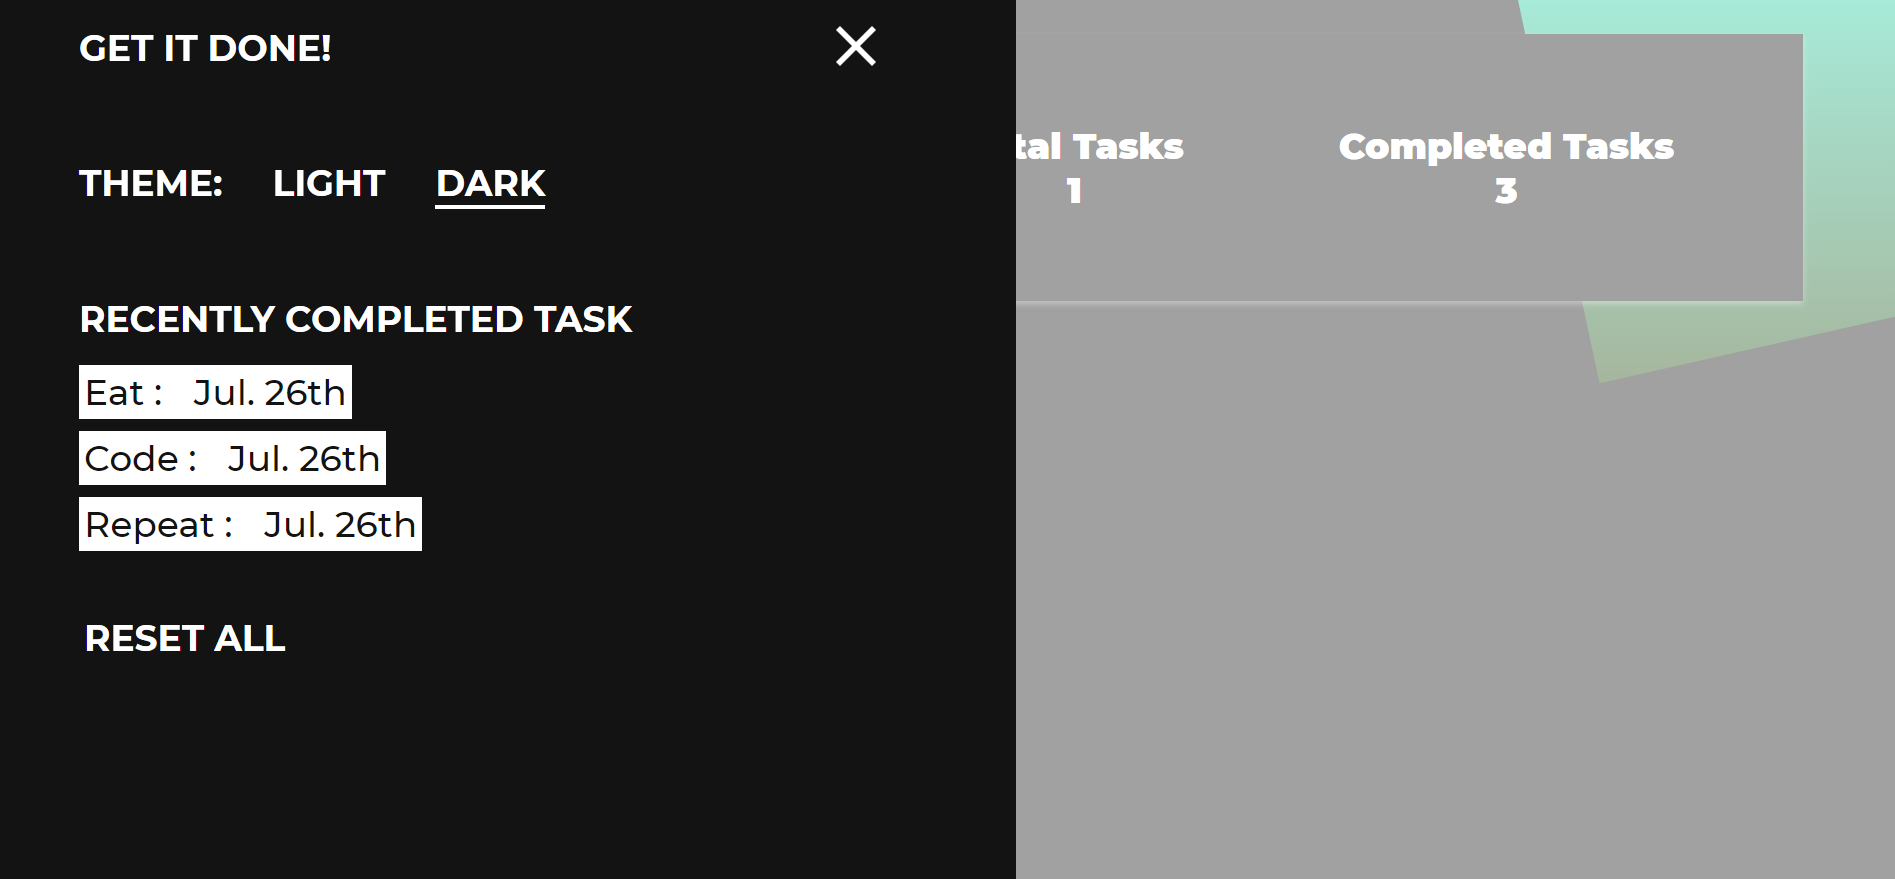 GET IT DONE!
THEME: LIGHT DARK
RECENTLY COMPLETED TASK
Eat : Jul. 26th
Code : Jul. 26th
Repeat : Jul. 26th
RESET ALL
tal Tasks
1
Completed Tasks
3